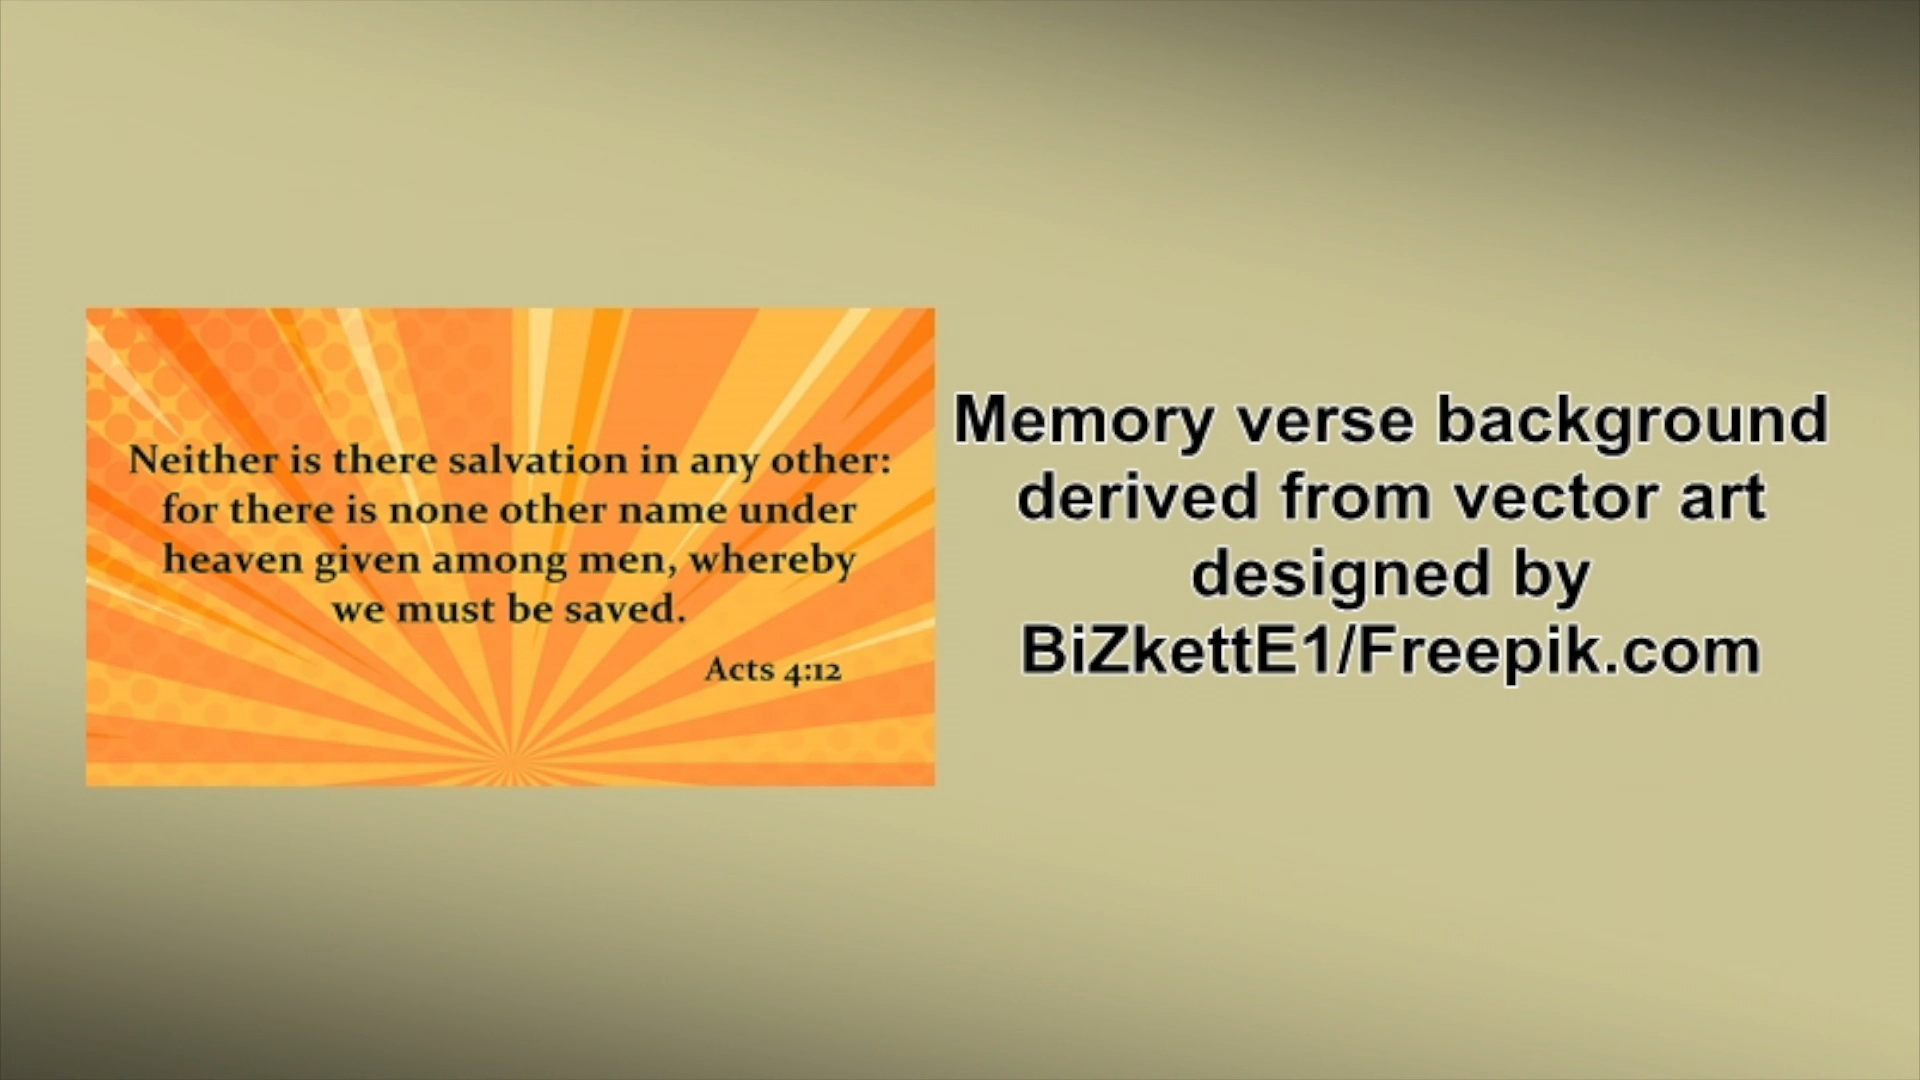 Neither is there salvation in any other:
for there is none other name under
heaven given among men, whereby
we must be saved.
Acts 4:12
Memory verse background
derived from vector art
designed by
BiZkettE1/Freepik.com